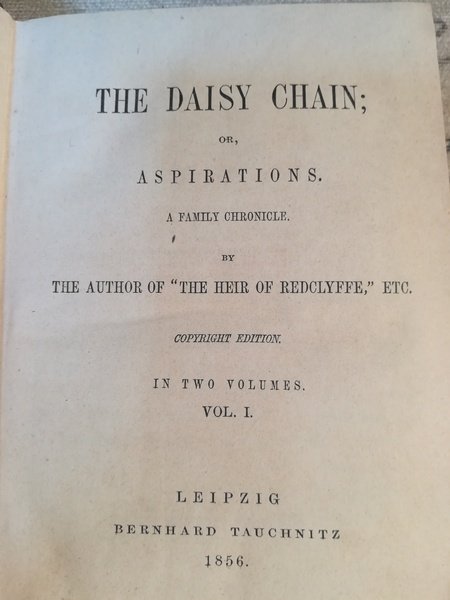 THE DAISY CHAIN;
OR,
ASPIRATIONS.
A FAMILY CHRONICLE.
BY
THE AUTHOR OF “THE HEIR OF REDCLYFFE,” ETC.
COPYRIGHT EDITION.
IN TWO VOLUMES.
VOL. I.
LEIPZIG
BERNHARD TAUCHNITZ
1856.